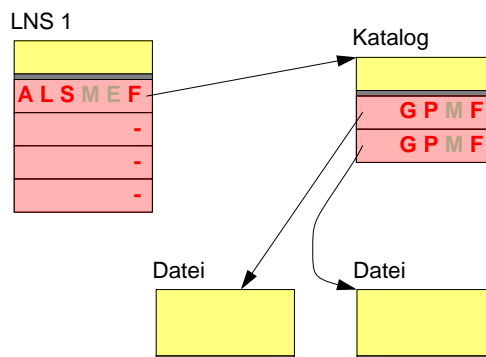 LNS 1
Katalog
A L S M E F
G P M F
-
G P M F
-
-
Datei
Datei